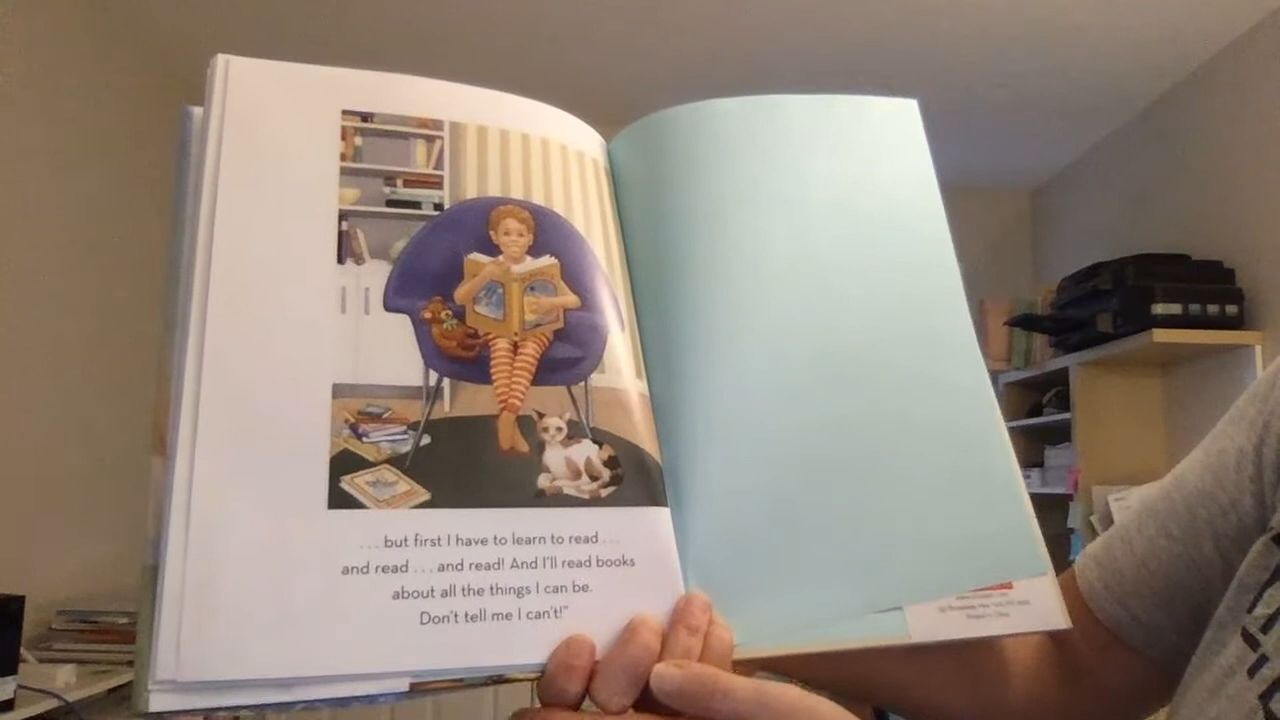 . . . but first I have to learn to read . . .
and read . . . and read! And I'll read books
about all the things I can be.
Don't tell me I can't!"